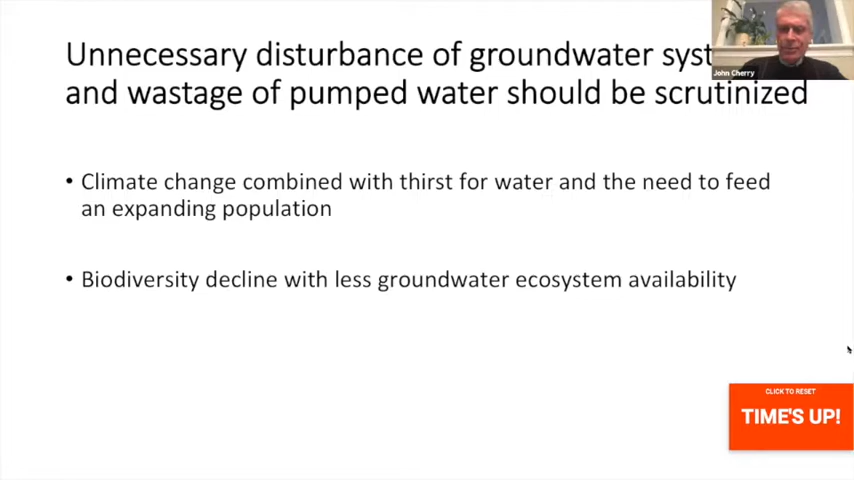 Unnecessary disturbance of groundwater syst
and wastage of pumped water should be scrutinized
John Cherry
• Climate change combined with thirst for water and the need to feed
an expanding population
• Biodiversity decline with less groundwater ecosystem availability
CLICK TO RESET
TIME'S UP!